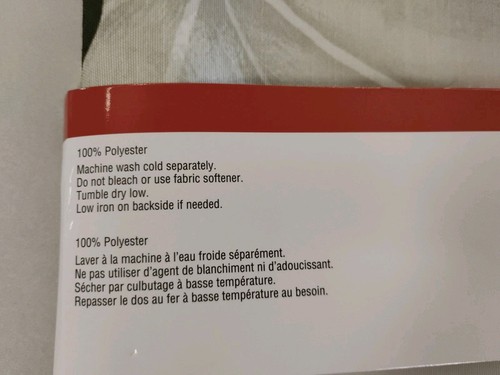 100% Polyester
Machine wash cold separately.
Do not bleach or use fabric softener.
Tumble dry low.
Low iron on backside if needed.
100% Polyester
Laver à la machine à l'eau froide séparément.
Ne pas utiliser d'agent de blanchiment ni d'adoucissant.
Sécher par culbutage à basse température.
Repasser le dos au fer à basse température au besoin.